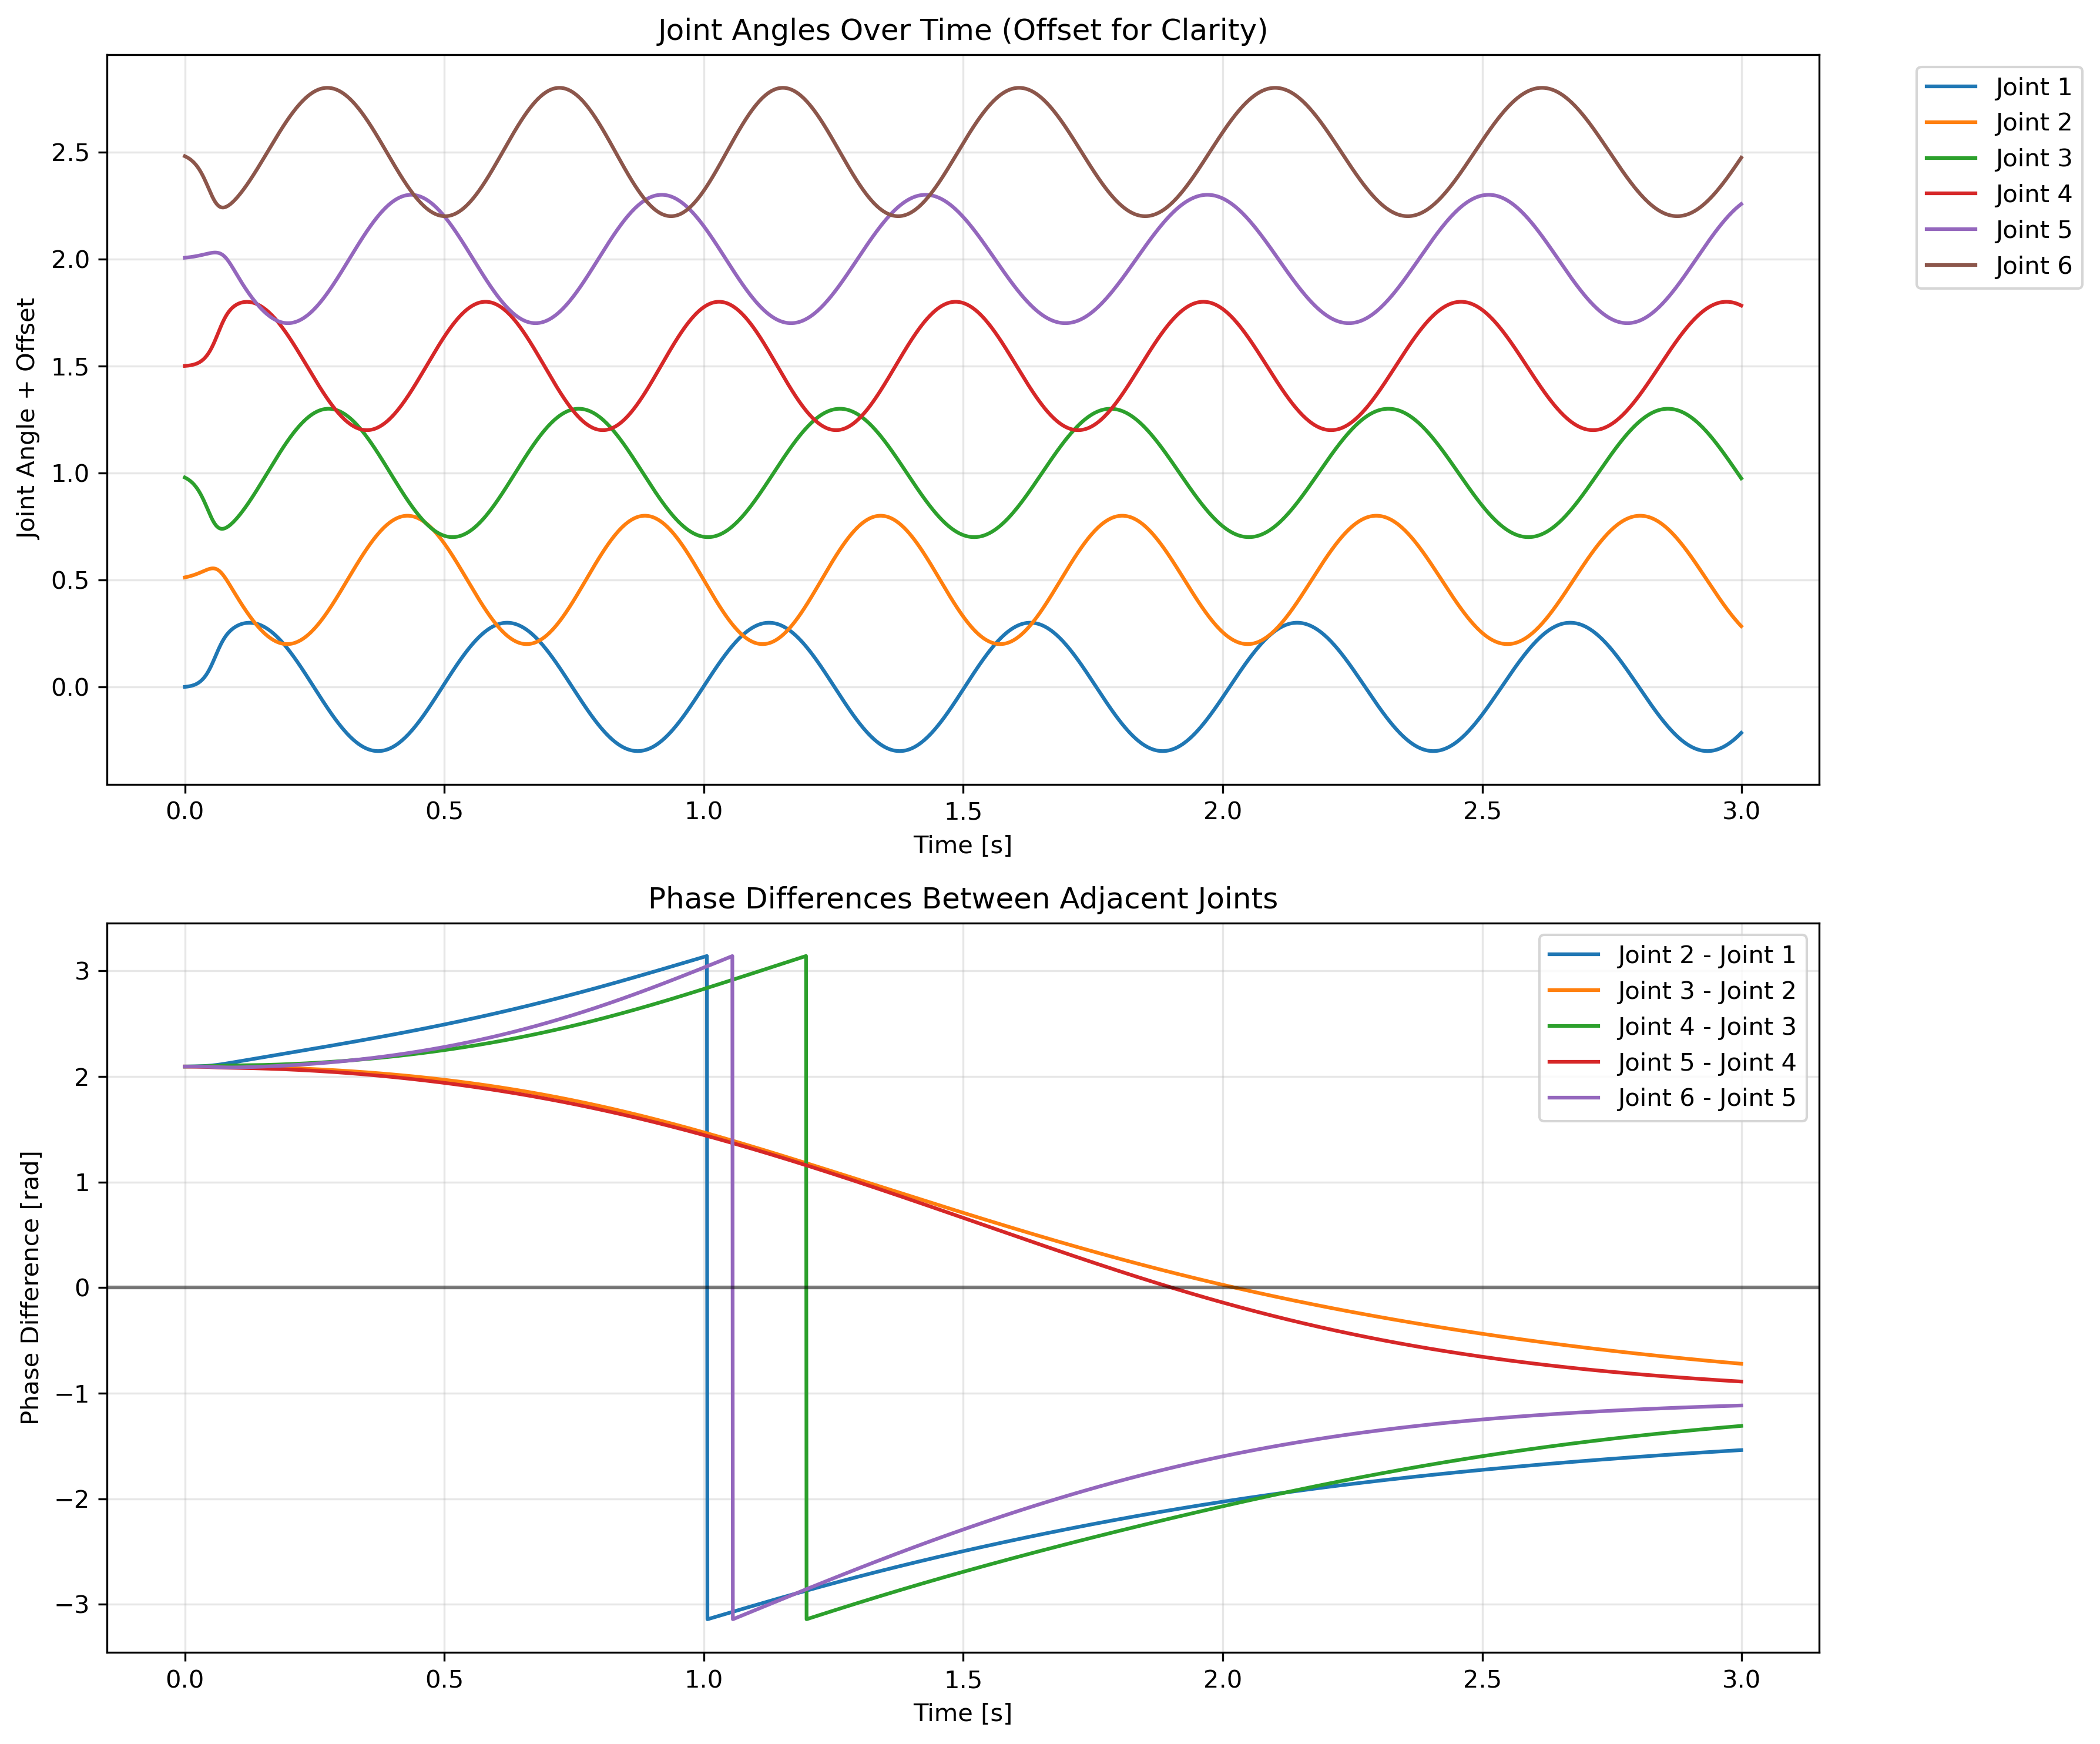 Joint Angles Over Time (Offset for Clarity)
Joint Angle + Offset
2.5
2.0
1.5
1.0
0.5
0.0
0.0 0.5 1.0 1.5 2.0 2.5 3.0
Time [s]
Joint 1
Joint 2
Joint 3
Joint 4
Joint 5
Joint 6
Phase Differences Between Adjacent Joints
Phase Difference [rad]
3
2
1
0
−1
−2
−3
0.0 0.5 1.0 1.5 2.0 2.5 3.0
Time [s]
Joint 2 - Joint 1
Joint 3 - Joint 2
Joint 4 - Joint 3
Joint 5 - Joint 4
Joint 6 - Joint 5